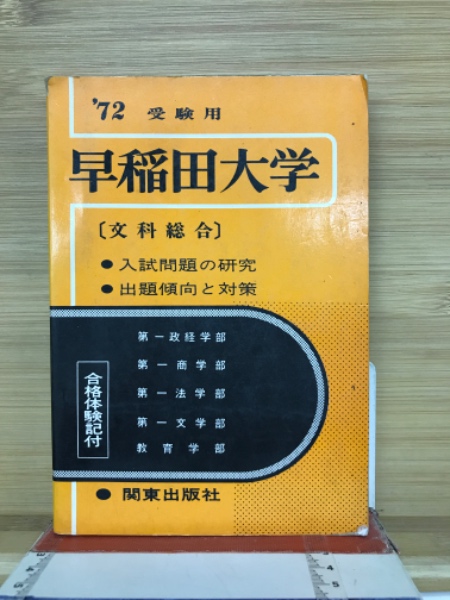 '72 受験用
早稲田大学
〔文科総合〕
● 入試問題の研究
● 出題傾向と対策
第一政経学部
第一商学部
第一法学部
第一文学部
教育学部
合格体験記付
● 関東出版社